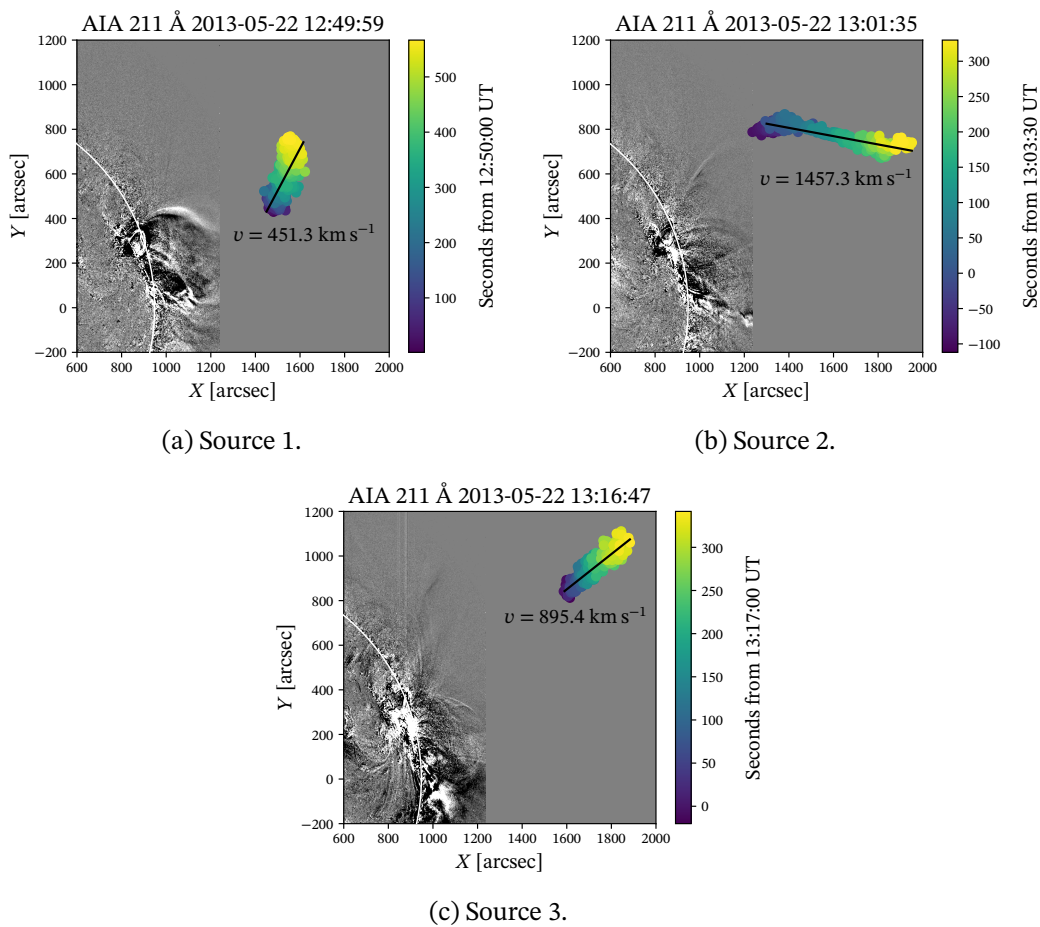 AIA 211 Å 2013-05-22 12:49:59
1200
1000
800
600
400
200
0
−200
Y [arcsec]
600 800 1000 1200 1400 1600 1800 2000
X [arcsec]
v = 451.3 km s⁻¹
500
400
300
200
100
Seconds from 12:50:00 UT
(a) Source 1.
AIA 211 Å 2013-05-22 13:01:35
1200
1000
800
600
400
200
0
−200
Y [arcsec]
600 800 1000 1200 1400 1600 1800 2000
X [arcsec]
v = 1457.3 km s⁻¹
300
250
200
150
100
50
0
−50
−100
Seconds from 13:03:30 UT
(b) Source 2.
AIA 211 Å 2013-05-22 13:16:47
1200
1000
800
600
400
200
0
−200
Y [arcsec]
600 800 1000 1200 1400 1600 1800 2000
X [arcsec]
v = 895.4 km s⁻¹
300
250
200
150
100
50
0
Seconds from 13:17:00 UT
(c) Source 3.